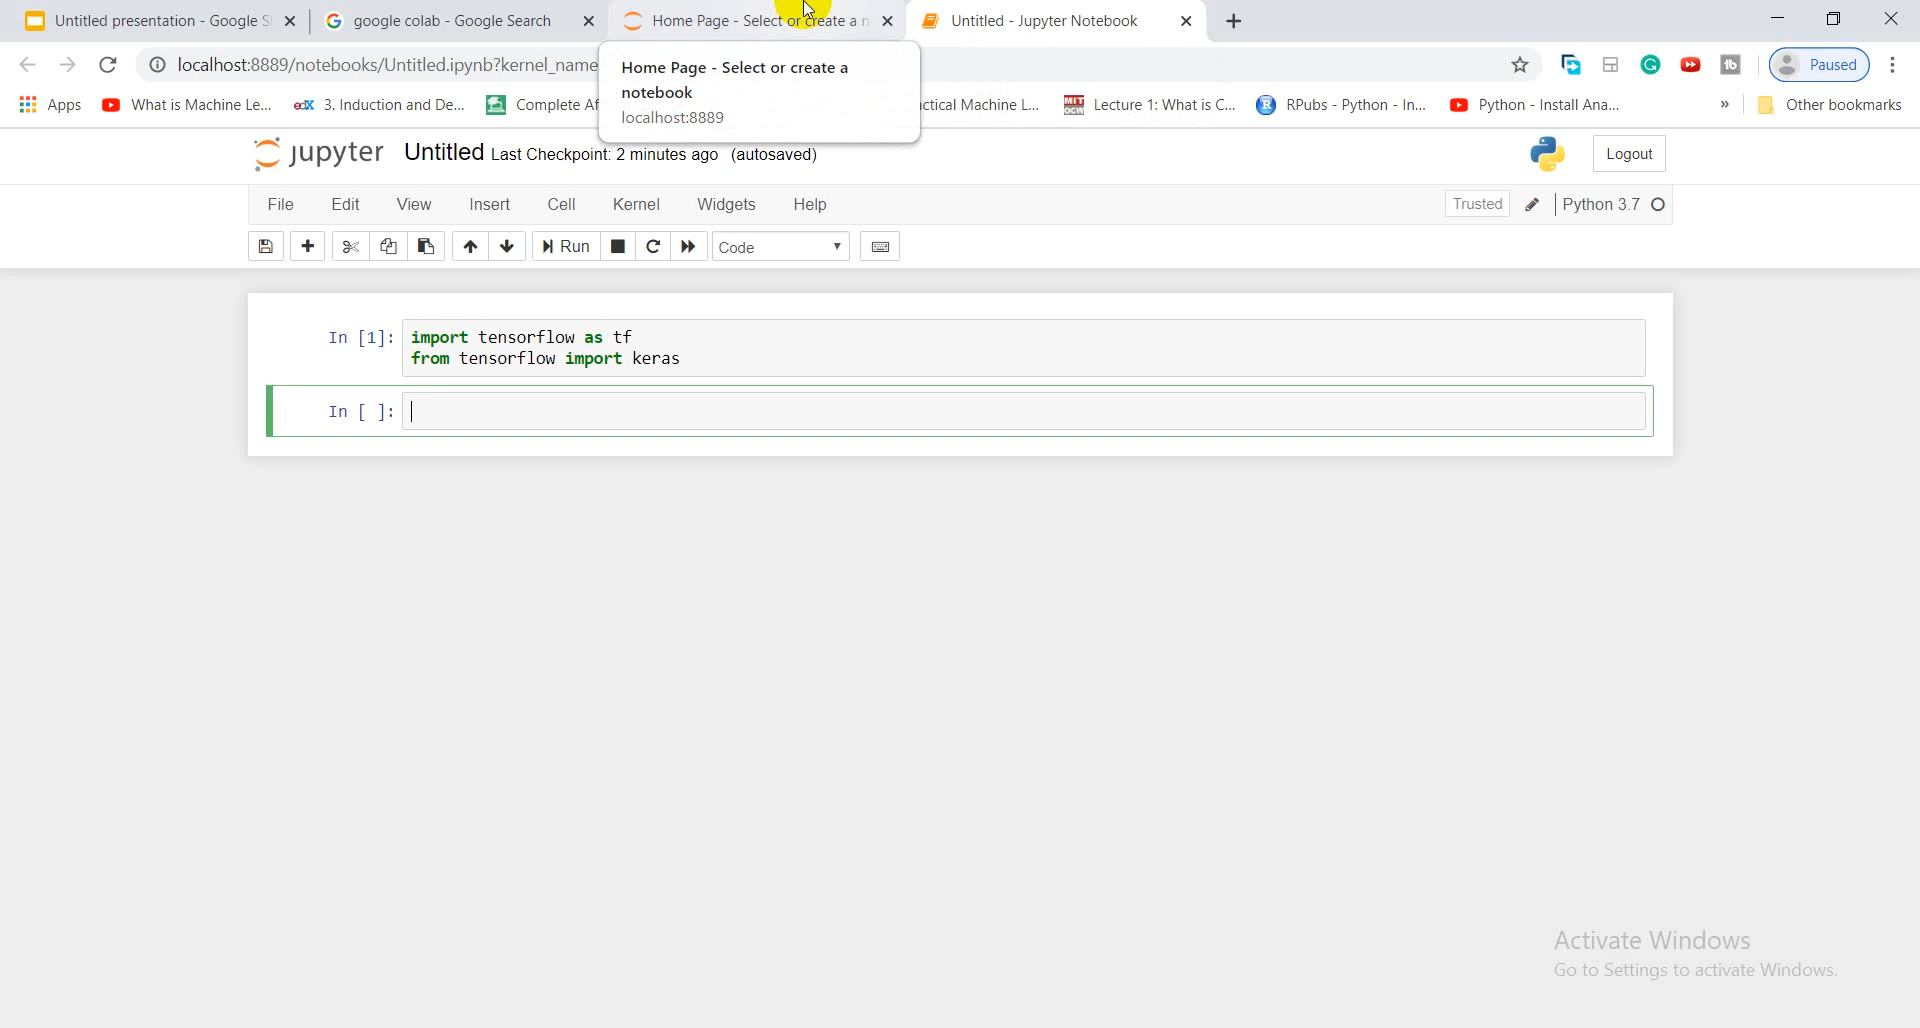 Untitled presentation - Google S
google colab - Google Search
Home Page - Select or create a n
Untitled - Jupyter Notebook
localhost:8889/notebooks/Untitled.ipynb?kernel_name
Paused
Home Page - Select or create a
notebook
localhost:8889
Apps
What is Machine Le...
edX
3. Induction and De...
Complete Af
ctical Machine L...
MIT
OCW
Lecture 1: What is C...
R
RPubs - Python - In...
Python - Install Ana...
»
Other bookmarks
jupyter
Untitled Last Checkpoint: 2 minutes ago (autosaved)
Logout
File Edit View Insert Cell Kernel Widgets Help
Trusted
Python 3.7
Run
Code
In [1]:
import tensorflow as tf
from tensorflow import keras
In [ ]:
Activate Windows
Go to Settings to activate Windows.